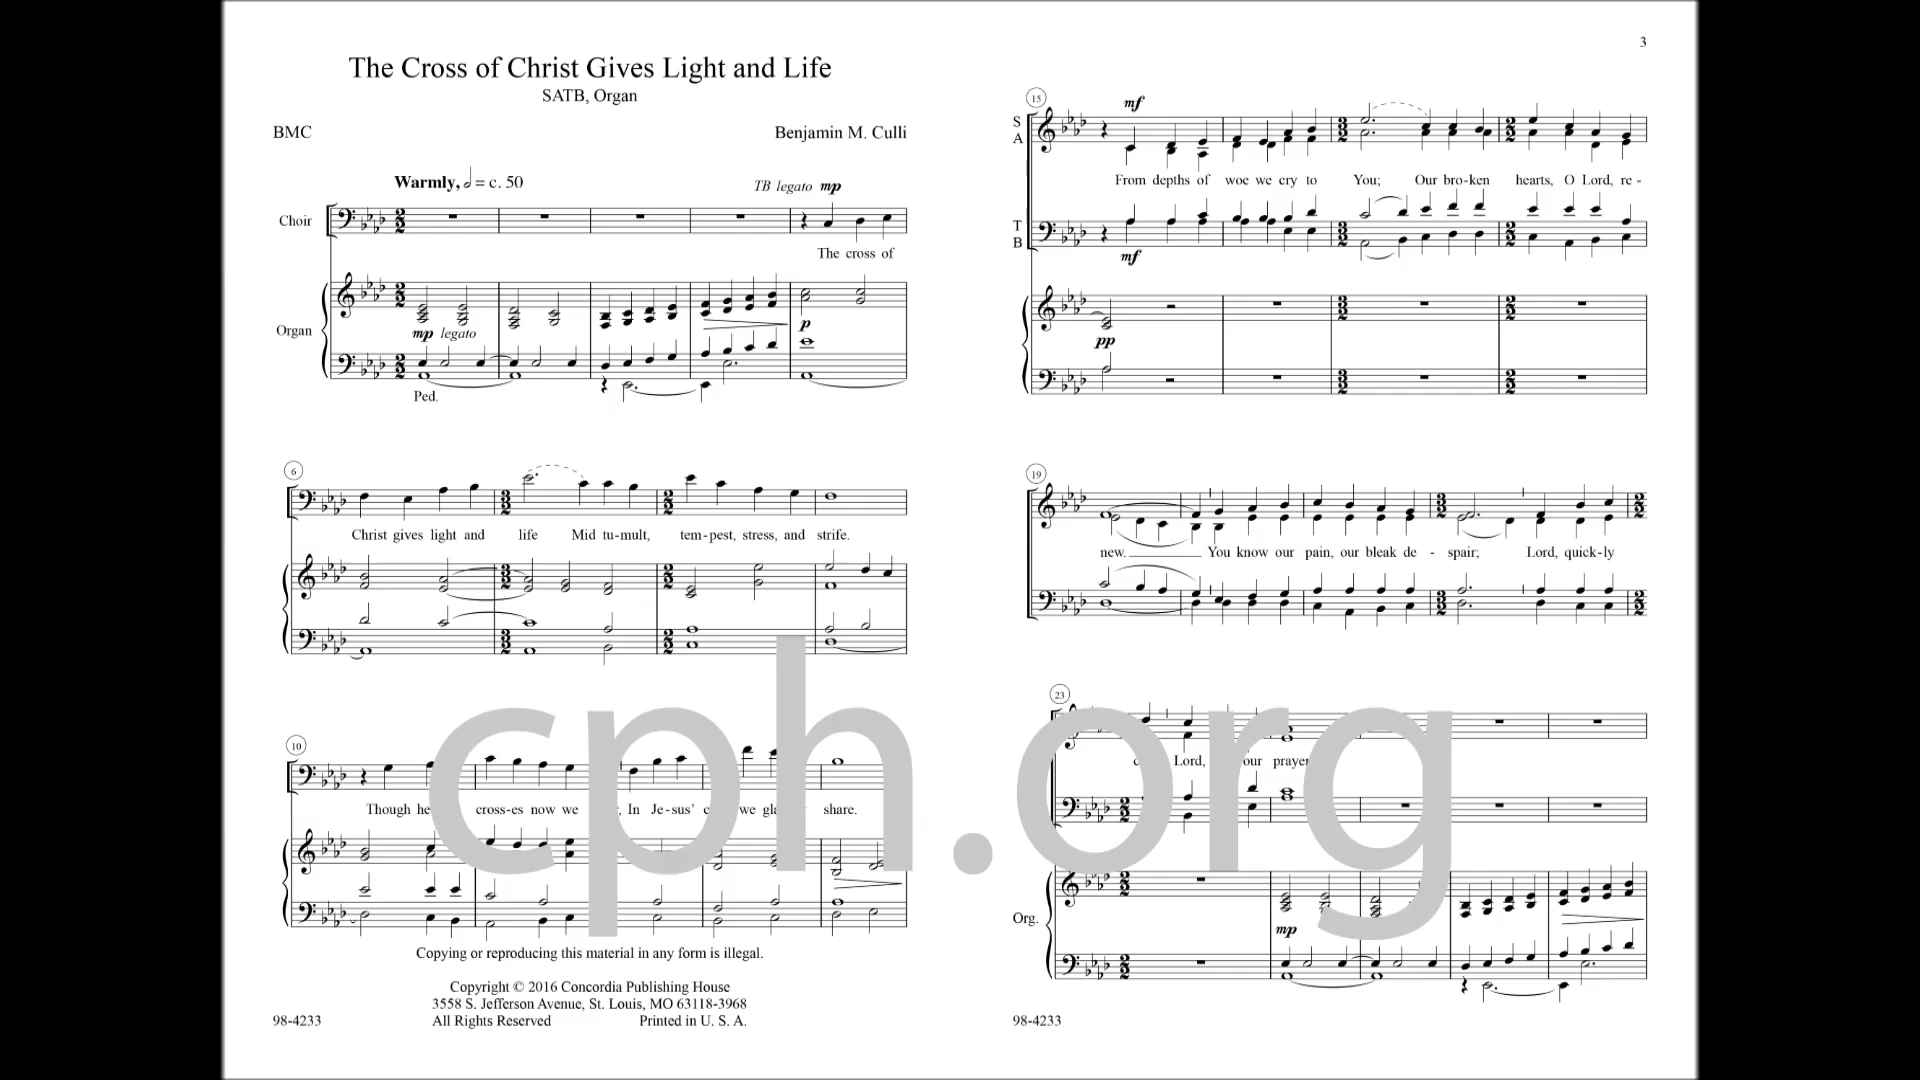 The Cross of Christ Gives Light and Life
SATB, Organ
BMC
Benjamin M. Culli
Warmly, = c. 50
TB legato mp
Choir
The cross of
Organ
mp legato
p
Ped.
6
Christ gives light and life Mid tu-mult, tem-pest, stress, and strife.
10
Though cross-es now we In Je-sus' we share.
Copying or reproducing this material in any form is illegal.
Copyright © 2016 Concordia Publishing House
3558 S. Jefferson Avenue, St. Louis, MO 63118-3968
All Rights Reserved Printed in U. S. A.
98-4233
3
15
mf
S
A
From depths of woe we cry to You; Our bro-ken hearts, O Lord, re -
T
B
mf
pp
19
new. You know our pain, our bleak de - spair; Lord, quick-ly
23
Lord, our prayer
Org.
mp
98-4233
cph.org